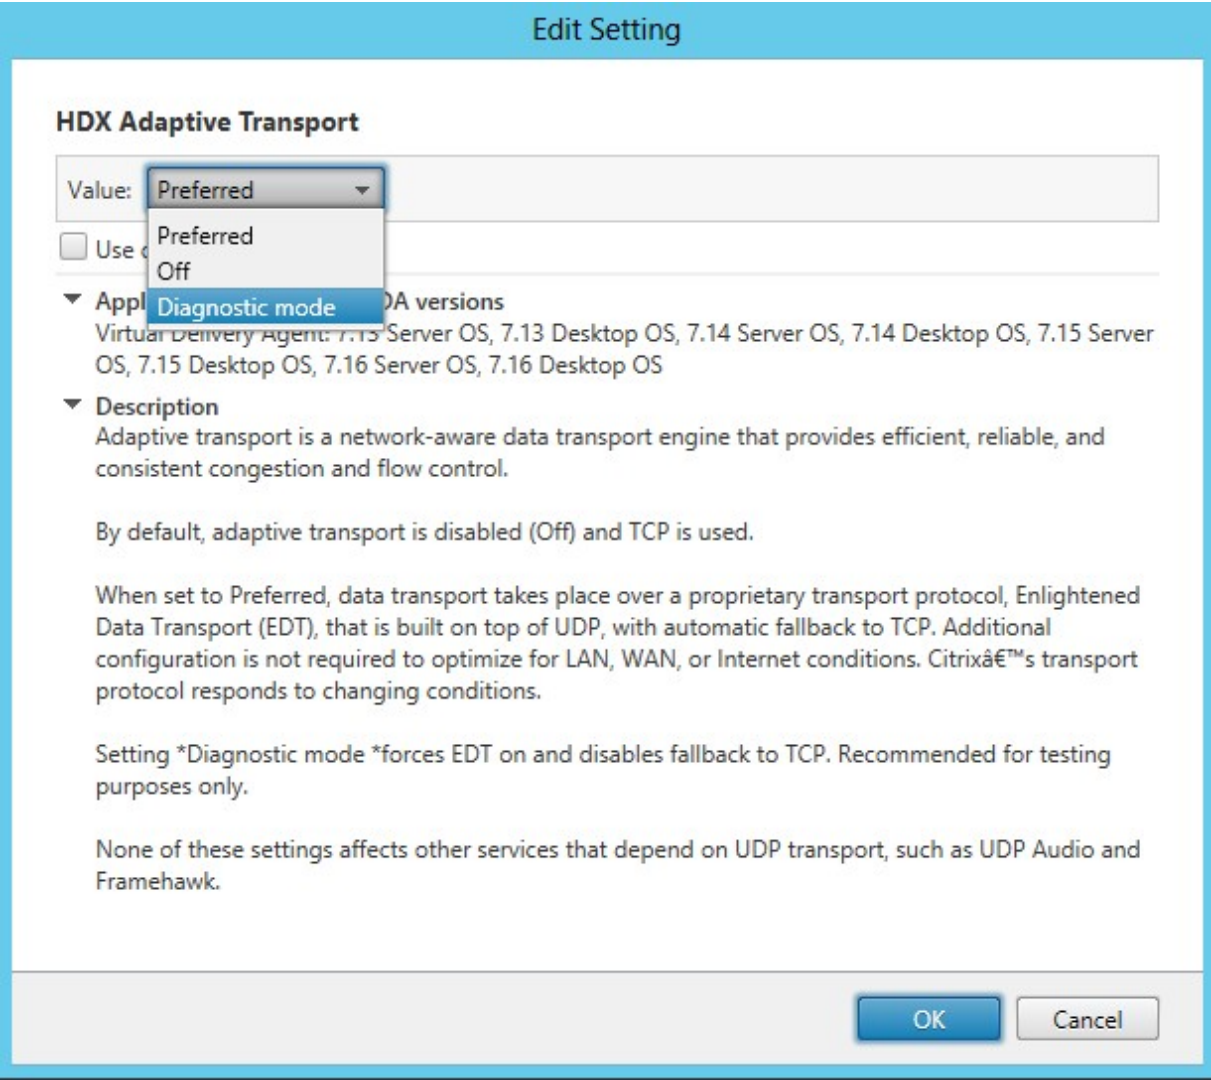 Edit Setting
HDX Adaptive Transport
Value: Preferred
Preferred
Use
Off
Diagnostic mode
Appl DA versions
Virtual Delivery Agent: 7.13 Server OS, 7.13 Desktop OS, 7.14 Server OS, 7.14 Desktop OS, 7.15 Server
OS, 7.15 Desktop OS, 7.16 Server OS, 7.16 Desktop OS
Description
Adaptive transport is a network-aware data transport engine that provides efficient, reliable, and
consistent congestion and flow control.
By default, adaptive transport is disabled (Off) and TCP is used.
When set to Preferred, data transport takes place over a proprietary transport protocol, Enlightened
Data Transport (EDT), that is built on top of UDP, with automatic fallback to TCP. Additional
configuration is not required to optimize for LAN, WAN, or Internet conditions. Citrixâ€™s transport
protocol responds to changing conditions.
Setting *Diagnostic mode *forces EDT on and disables fallback to TCP. Recommended for testing
purposes only.
None of these settings affects other services that depend on UDP transport, such as UDP Audio and
Framehawk.
OK
Cancel